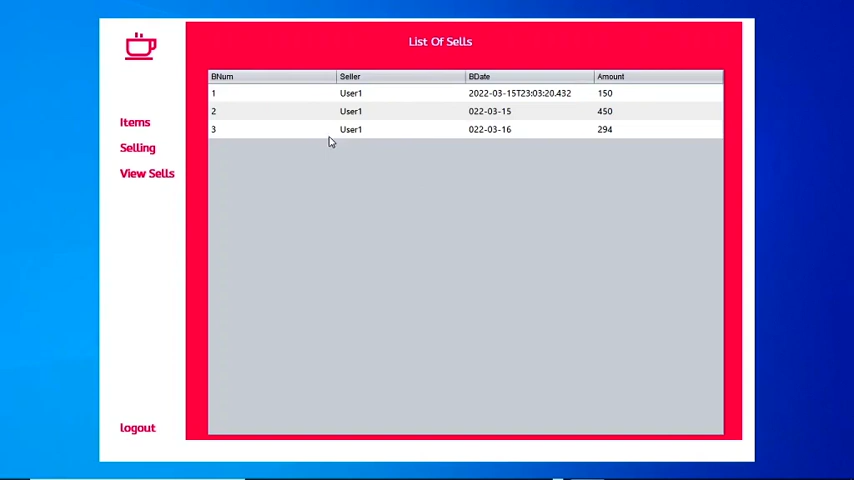 List Of Sells
BNum Seller BDate Amount
1 User1 2022-03-15T23:03:20.432 150
2 User1 022-03-15 450
3 User1 022-03-16 294
Items
Selling
View Sells
logout